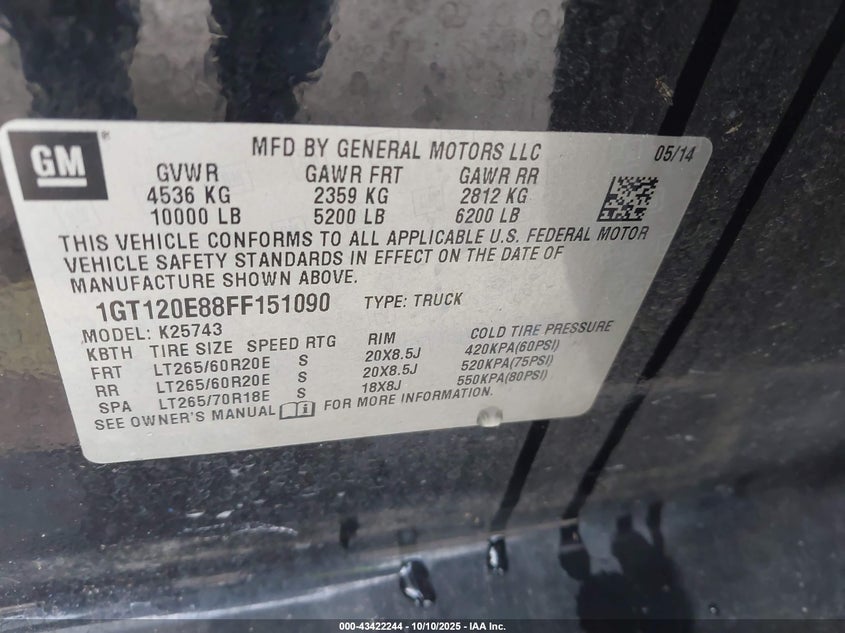 GM ®
MFD BY GENERAL MOTORS LLC 05/14
GVWR GAWR FRT GAWR RR
4536 KG 2359 KG 2812 KG
10000 LB 5200 LB 6200 LB
THIS VEHICLE CONFORMS TO ALL APPLICABLE U.S. FEDERAL MOTOR
VEHICLE SAFETY STANDARDS IN EFFECT ON THE DATE OF
MANUFACTURE SHOWN ABOVE.
1GT120E88FF151090 TYPE: TRUCK
MODEL: K25743
KBTH TIRE SIZE SPEED RTG RIM COLD TIRE PRESSURE
FRT LT265/60R20E S 20X8.5J 420KPA(60PSI)
RR LT265/60R20E S 20X8.5J 520KPA(75PSI)
SPA LT265/70R18E S 18X8J 550KPA(80PSI)
SEE OWNER'S MANUAL FOR MORE INFORMATION.
000-43422244 - 10/10/2025 - IAA Inc.